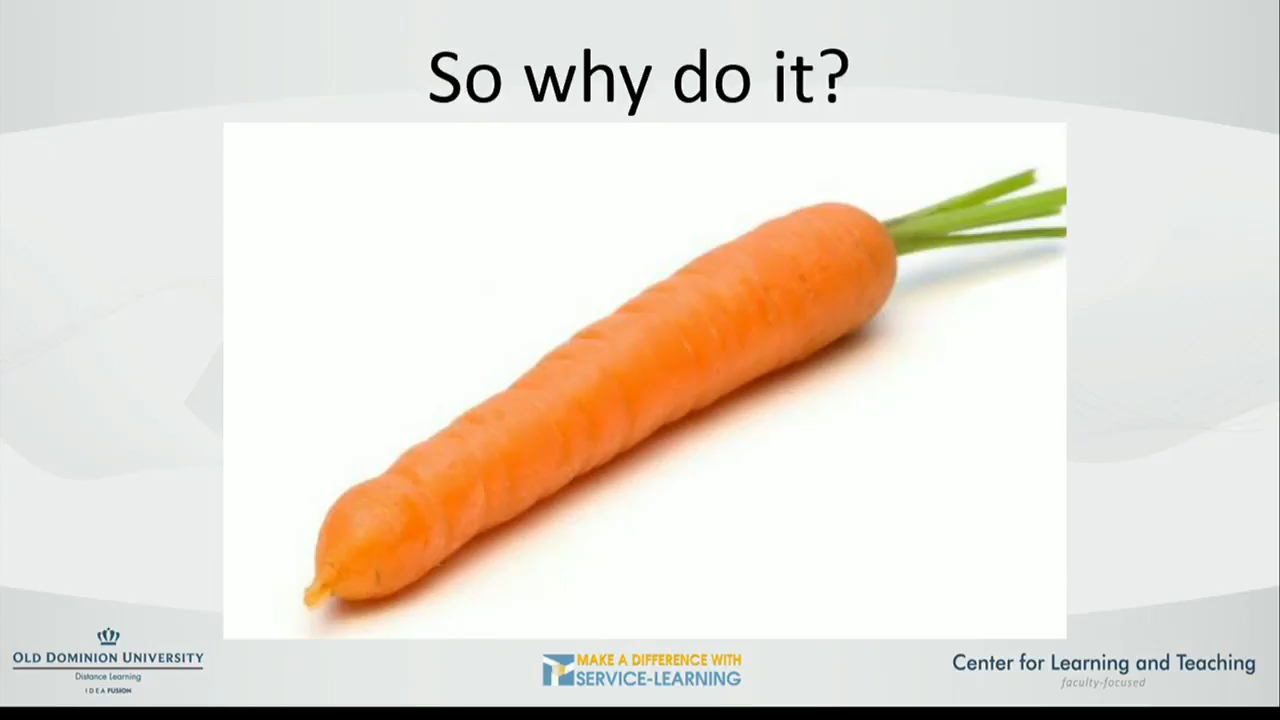 So why do it?
OLD DOMINION UNIVERSITY
Distance Learning
IDEA FUSION
MAKE A DIFFERENCE WITH
SERVICE-LEARNING
Center for Learning and Teaching
faculty-focused